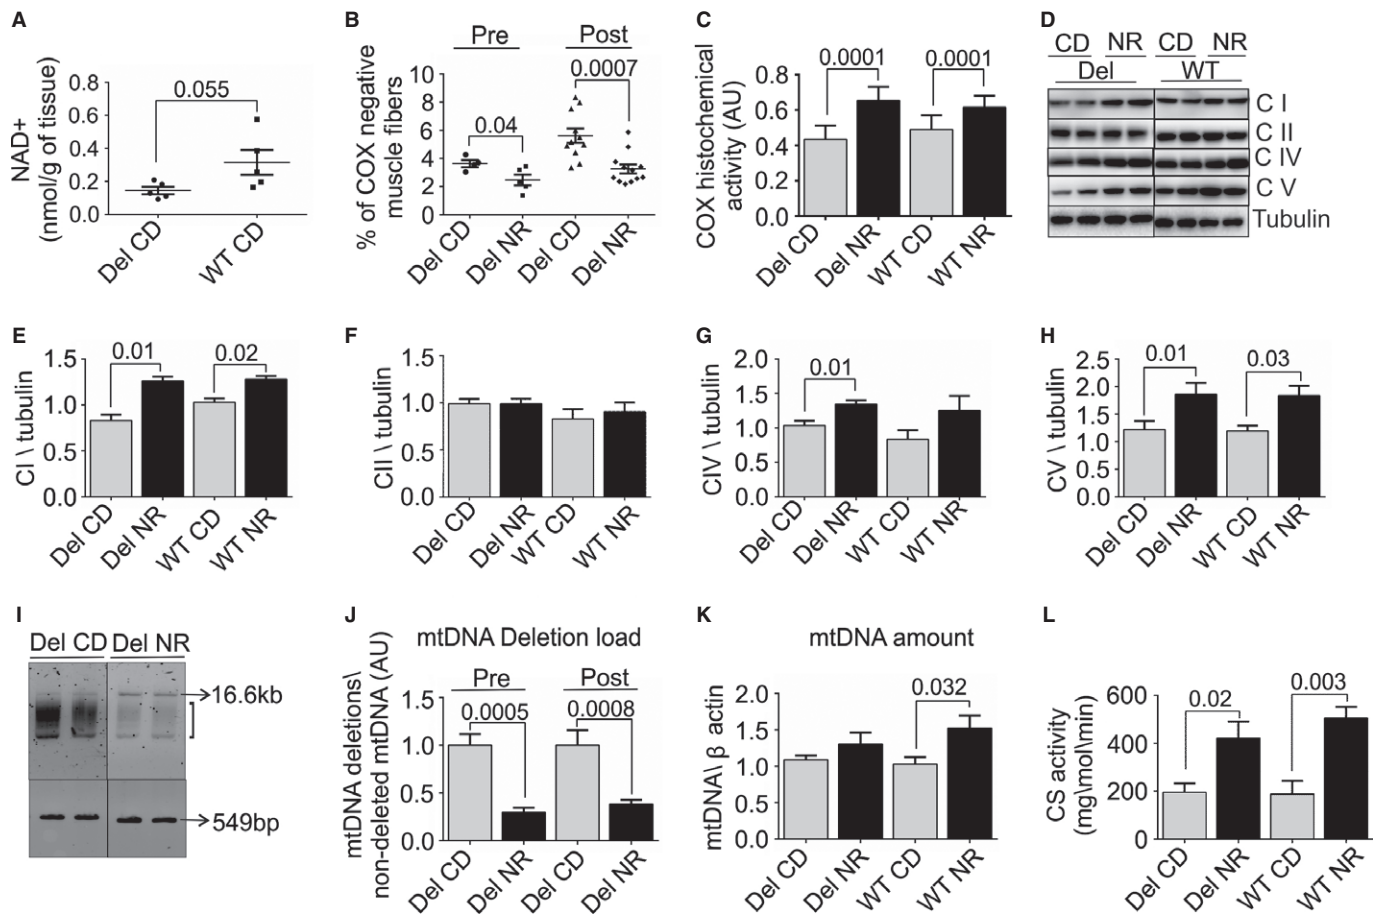 A
NAD+
(nmol/g of tissue)
0.8
0.6
0.4
0.2
0.0
0.055
Del CD
WT CD
B
Pre
Post
% of COX negative
muscle fibers
10
8
6
4
2
0
0.04
0.0007
Del CD
Del NR
Del CD
Del NR
C
COX histochemical
activity (AU)
0.8
0.6
0.4
0.2
0.0
0.0001
0.0001
Del CD
Del NR
WT CD
WT NR
D
CD NR CD NR
Del WT
C I
C II
C IV
C V
Tubulin
E
CI \ tubulin
1.5
1.0
0.5
0.0
0.01
0.02
Del CD
Del NR
WT CD
WT NR
F
CII \ tubulin
1.5
1.0
0.5
0.0
Del CD
Del NR
WT CD
WT NR
G
CIV \ tubulin
2.0
1.5
1.0
0.5
0.0
0.01
Del CD
Del NR
WT CD
WT NR
H
CV \ tubulin
2.5
2.0
1.5
1.0
0.5
0.0
0.01
0.03
Del CD
Del NR
WT CD
WT NR
I
Del CD Del NR
16.6kb
549bp
J
mtDNA Deletion load
Pre
Post
mtDNA deletions\
non-deleted mtDNA (AU)
1.5
1.0
0.5
0.0
0.0005
0.0008
Del CD
Del NR
Del CD
Del NR
K
mtDNA amount
mtDNA\ β actin
2.0
1.5
1.0
0.5
0.0
0.032
Del CD
Del NR
WT CD
WT NR
L
CS activity
(mg\mol\min)
600
400
200
0
0.02
0.003
Del CD
Del NR
WT CD
WT NR